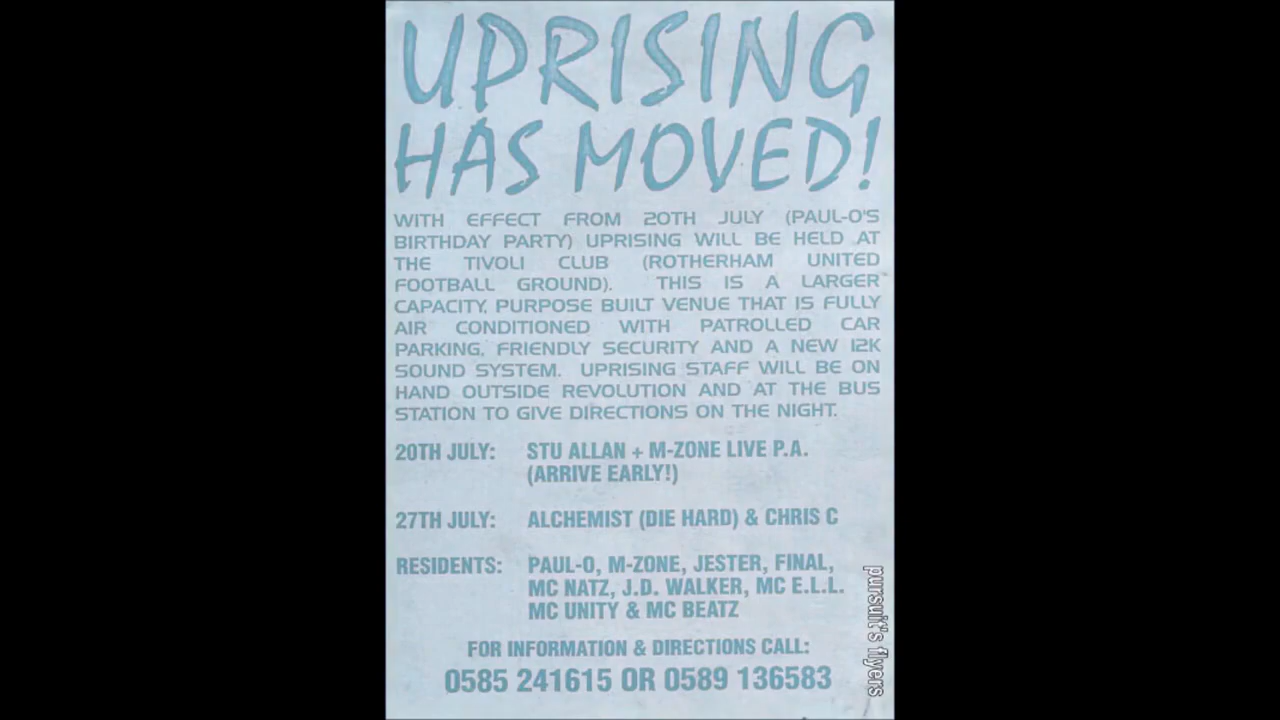 UPRISING
HAS MOVED!
WITH EFFECT FROM 20TH JULY (PAUL-O'S
BIRTHDAY PARTY) UPRISING WILL BE HELD AT
THE TIVOLI CLUB (ROTHERHAM UNITED
FOOTBALL GROUND). THIS IS A LARGER
CAPACITY, PURPOSE BUILT VENUE THAT IS FULLY
AIR CONDITIONED WITH PATROLLED CAR
PARKING, FRIENDLY SECURITY AND A NEW 12K
SOUND SYSTEM. UPRISING STAFF WILL BE ON
HAND OUTSIDE REVOLUTION AND AT THE BUS
STATION TO GIVE DIRECTIONS ON THE NIGHT.
20TH JULY: STU ALLAN + M-ZONE LIVE P.A.
(ARRIVE EARLY!)
27TH JULY: ALCHEMIST (DIE HARD) & CHRIS C
RESIDENTS: PAUL-O, M-ZONE, JESTER, FINAL,
MC NATZ, J.D. WALKER, MC E.L.L.
MC UNITY & MC BEATZ
FOR INFORMATION & DIRECTIONS CALL:
0585 241615 OR 0589 136583
pursuit's flyers